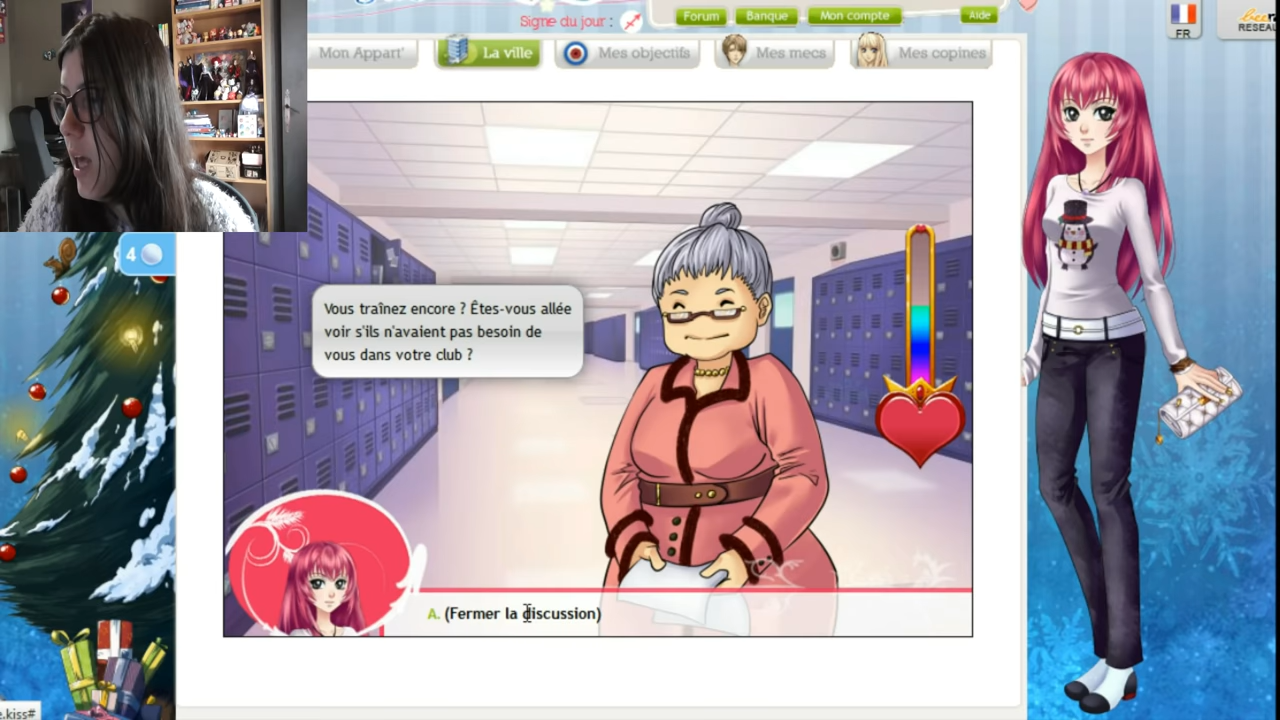 Signe du jour :
Forum
Banque
Mon compte
Aide
FR
RESEAU
Mon Appart'
La ville
Mes objectifs
Mes mecs
Mes copines
4
Vous traînez encore ? Êtes-vous allée
voir s'ils n'avaient pas besoin de
vous dans votre club ?
A. (Fermer la discussion)
e.kiss#